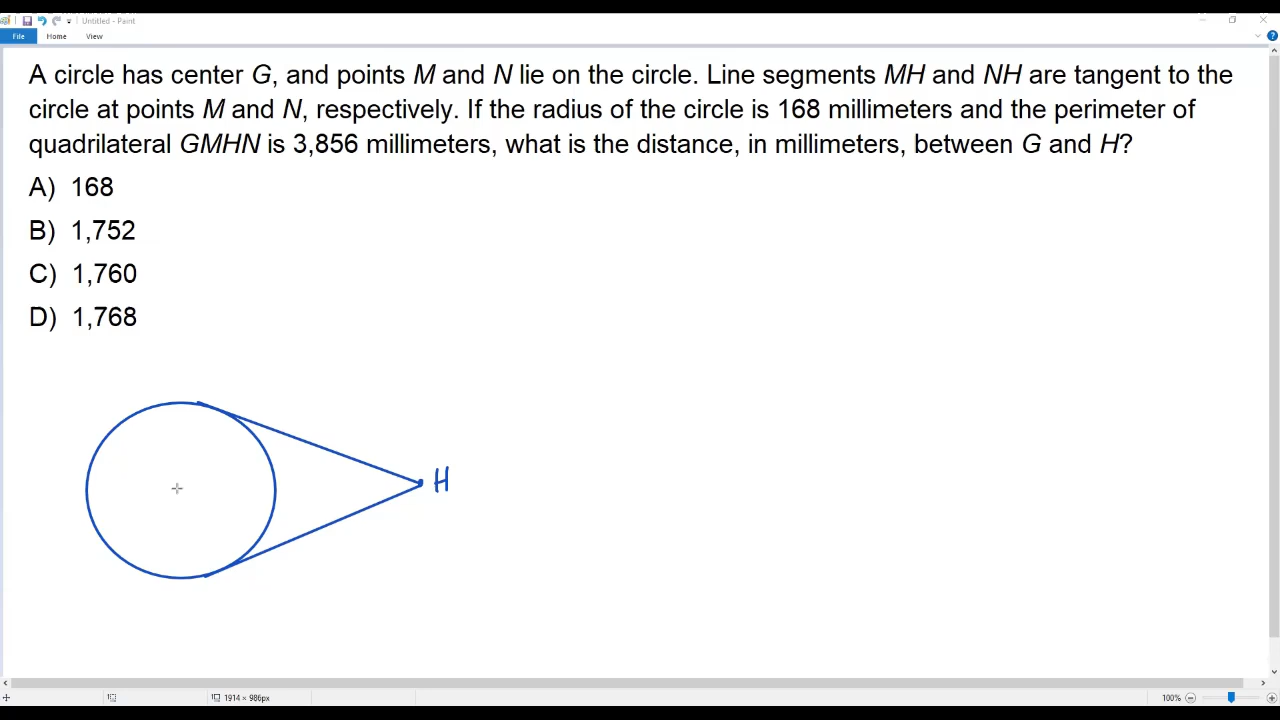 Untitled - Paint
File Home View
A circle has center G, and points M and N lie on the circle. Line segments MH and NH are tangent to the
circle at points M and N, respectively. If the radius of the circle is 168 millimeters and the perimeter of
quadrilateral GMHN is 3,856 millimeters, what is the distance, in millimeters, between G and H?
A) 168
B) 1,752
C) 1,760
D) 1,768
H
1914 × 986px
100%